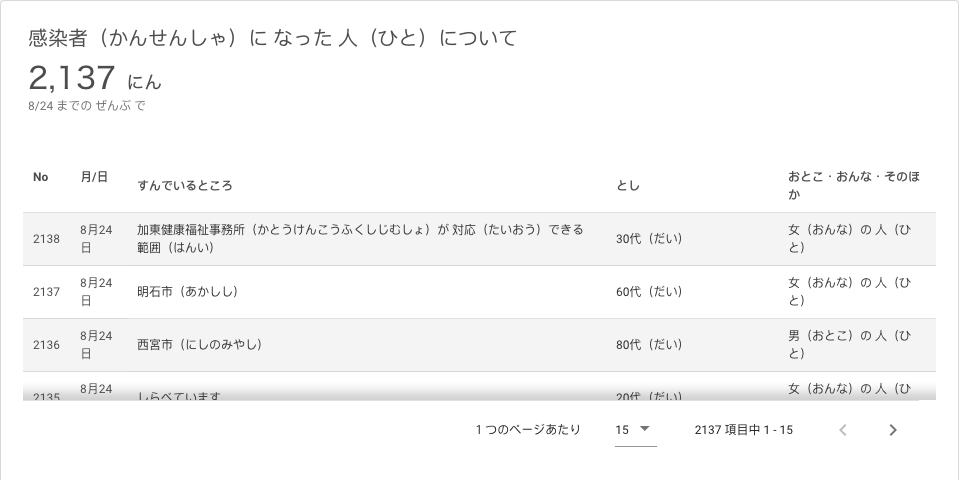 感染者（かんせんしゃ）に なった 人（ひと）について
2,137 にん
8/24 までの ぜんぶ で
No 月/日 すんでいるところ とし おとこ・おんな・そのほ
か
2138 8月24
日 加東健康福祉事務所（かとうけんこうふくしじむしょ）が 対応（たいおう）できる
範囲（はんい） 30代（だい） 女（おんな）の 人（ひ
と）
2137 8月24
日 明石市（あかしし） 60代（だい） 女（おんな）の 人（ひ
と）
2136 8月24
日 西宮市（にしのみやし） 80代（だい） 男（おとこ）の 人（ひ
と）
2135 8月24 しらべています 20代（だい） 女（おんな）の 人（ひ
1 つのページあたり 15 2137 項目中 1 - 15